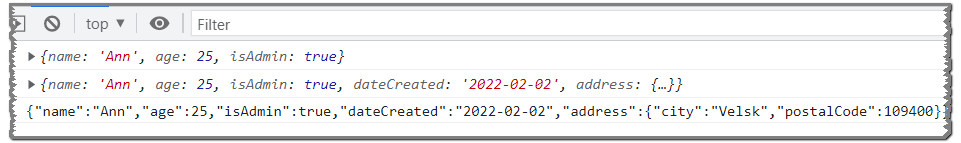 top ▼ Filter
▶ {name: 'Ann', age: 25, isAdmin: true}
▶ {name: 'Ann', age: 25, isAdmin: true, dateCreated: '2022-02-02', address: {…}}
{"name":"Ann","age":25,"isAdmin":true,"dateCreated":"2022-02-02","address":{"city":"Velsk","postalCode":109400}}